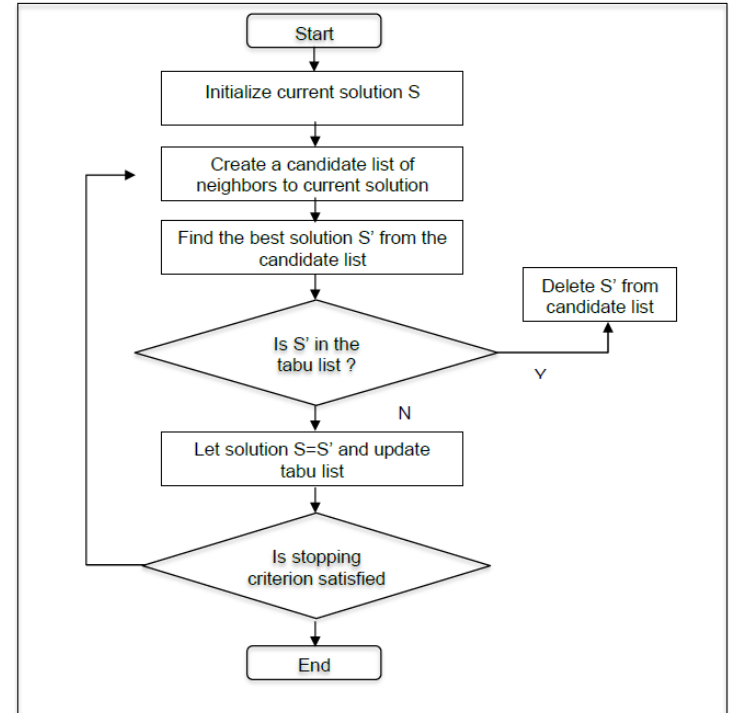 Start
Initialize current solution S
Create a candidate list of
neighbors to current solution
Find the best solution S’ from the
candidate list
Delete S’ from
candidate list
Is S’ in the
tabu list ?
Y
N
Let solution S=S’ and update
tabu list
Is stopping
criterion satisfied
End